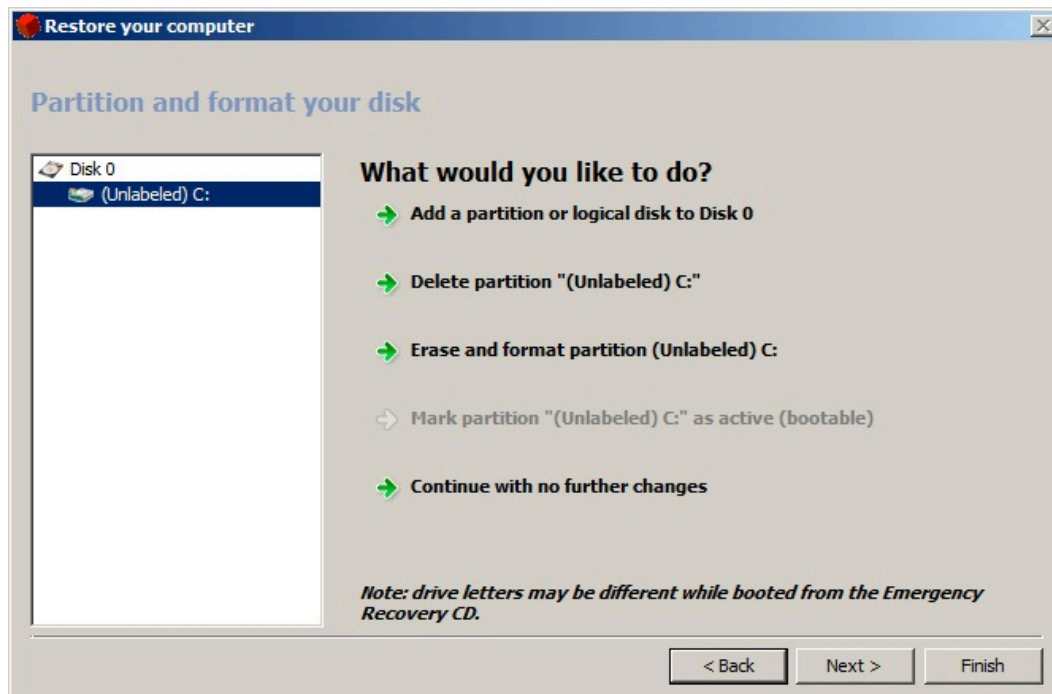 Restore your computer
Partition and format your disk
Disk 0
(Unlabeled) C:
What would you like to do?
Add a partition or logical disk to Disk 0
Delete partition "(Unlabeled) C:"
Erase and format partition (Unlabeled) C:
Mark partition "(Unlabeled) C:" as active (bootable)
Continue with no further changes
Note: drive letters may be different while booted from the Emergency
Recovery CD.
< Back
Next >
Finish